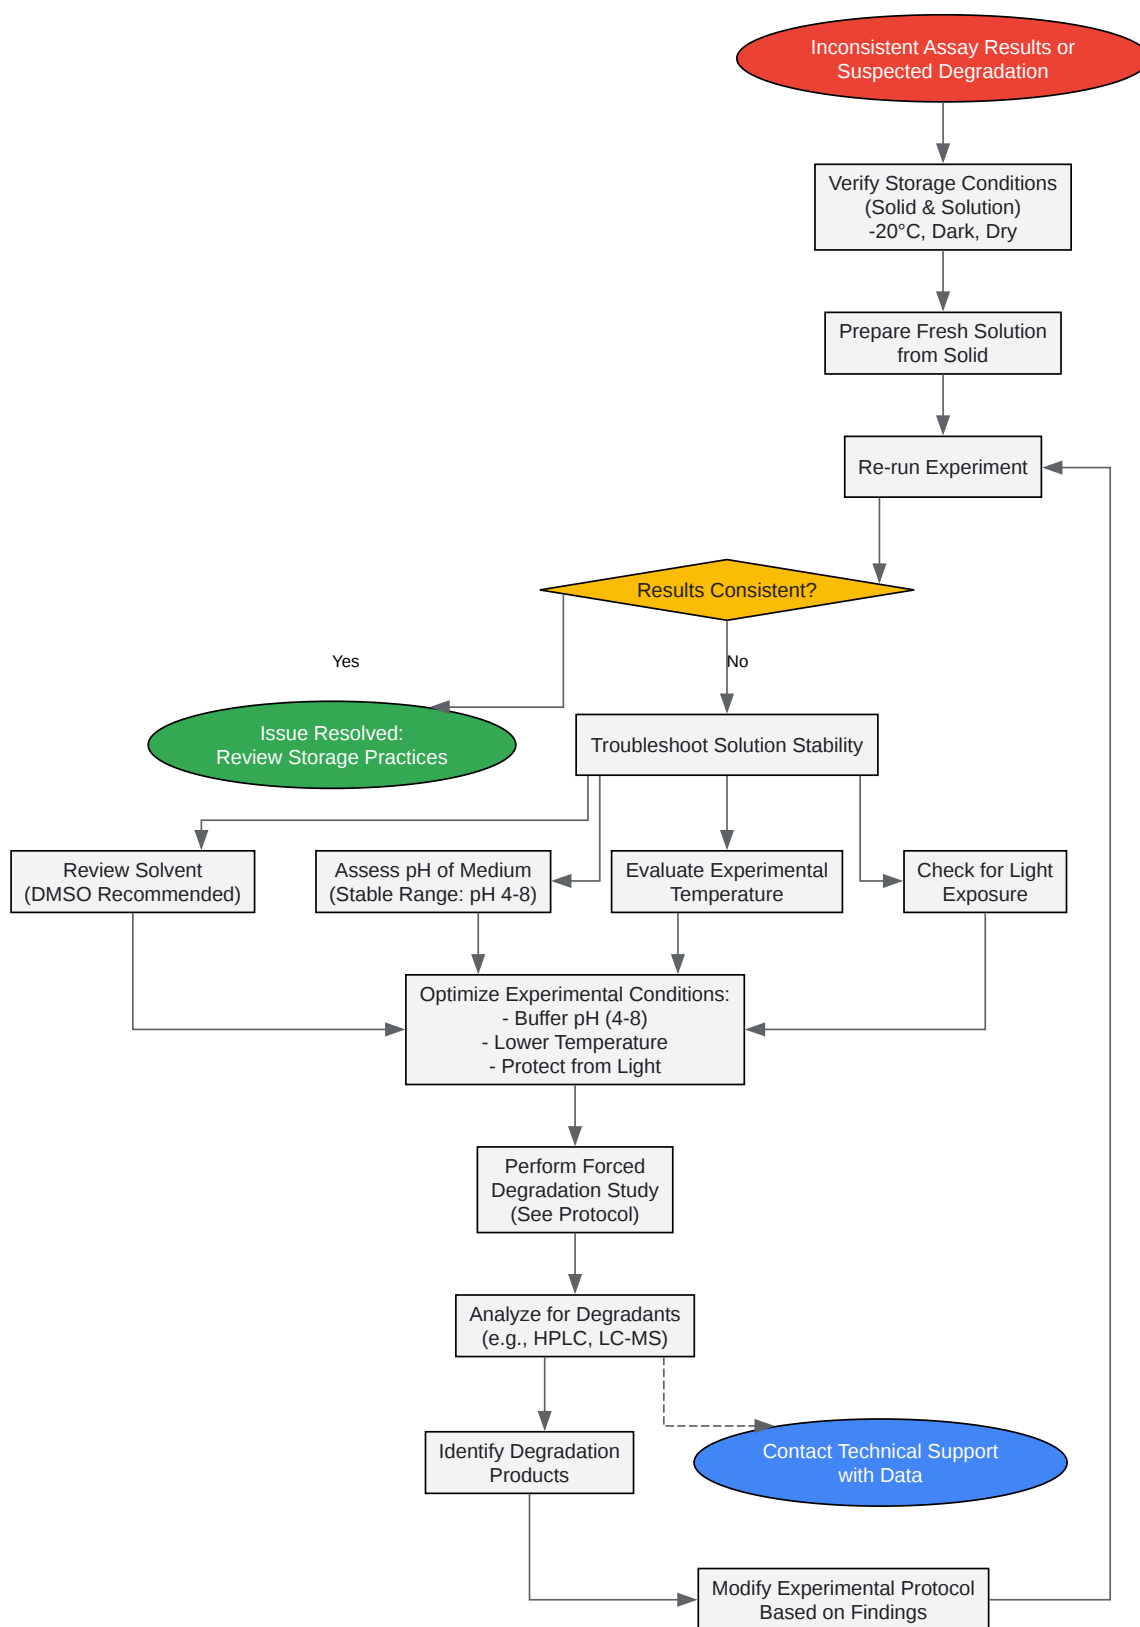 Inconsistent Assay Results or
Suspected Degradation
Verify Storage Conditions
(Solid & Solution)
-20°C, Dark, Dry
Prepare Fresh Solution
from Solid
Re-run Experiment
Results Consistent?
Yes
No
Issue Resolved:
Review Storage Practices
Troubleshoot Solution Stability
Review Solvent
(DMSO Recommended)
Assess pH of Medium
(Stable Range: pH 4-8)
Evaluate Experimental
Temperature
Check for Light
Exposure
Optimize Experimental Conditions:
- Buffer pH (4-8)
- Lower Temperature
- Protect from Light
Perform Forced
Degradation Study
(See Protocol)
Analyze for Degradants
(e.g., HPLC, LC-MS)
Identify Degradation
Products
Contact Technical Support
with Data
Modify Experimental Protocol
Based on Findings